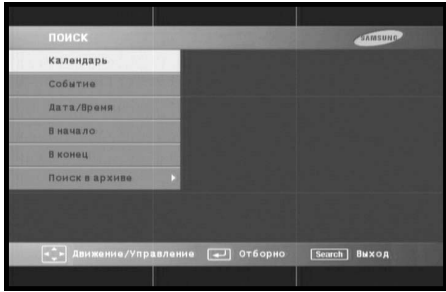 ПОИСК SAMSUNG
Календарь
Событие
Дата/Время
В начало
В конец
Поиск в архиве
Движение/Управление Отборно Search Выход